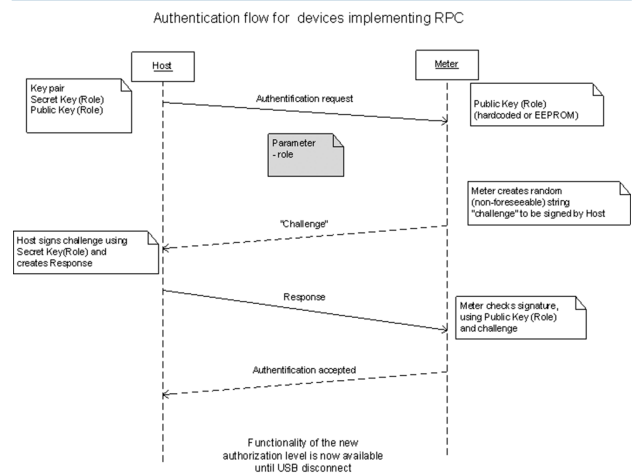 Authentication flow for devices implementing RPC
Host
Meter
Key pair
Secret Key (Role)
Public Key (Role)
Authentification request
Public Key (Role)
(hardcoded or EEPROM)
Parameter
- role
Meter creates random
(non-foreseeable) string
"challenge" to be signed by Host
"Challenge"
Host signs challenge using
Secret Key(Role) and
creates Response
Response
Meter checks signature,
using Public Key (Role)
and challenge
Authentification accepted
Functionality of the new
authorization level is now available
until USB disconnect